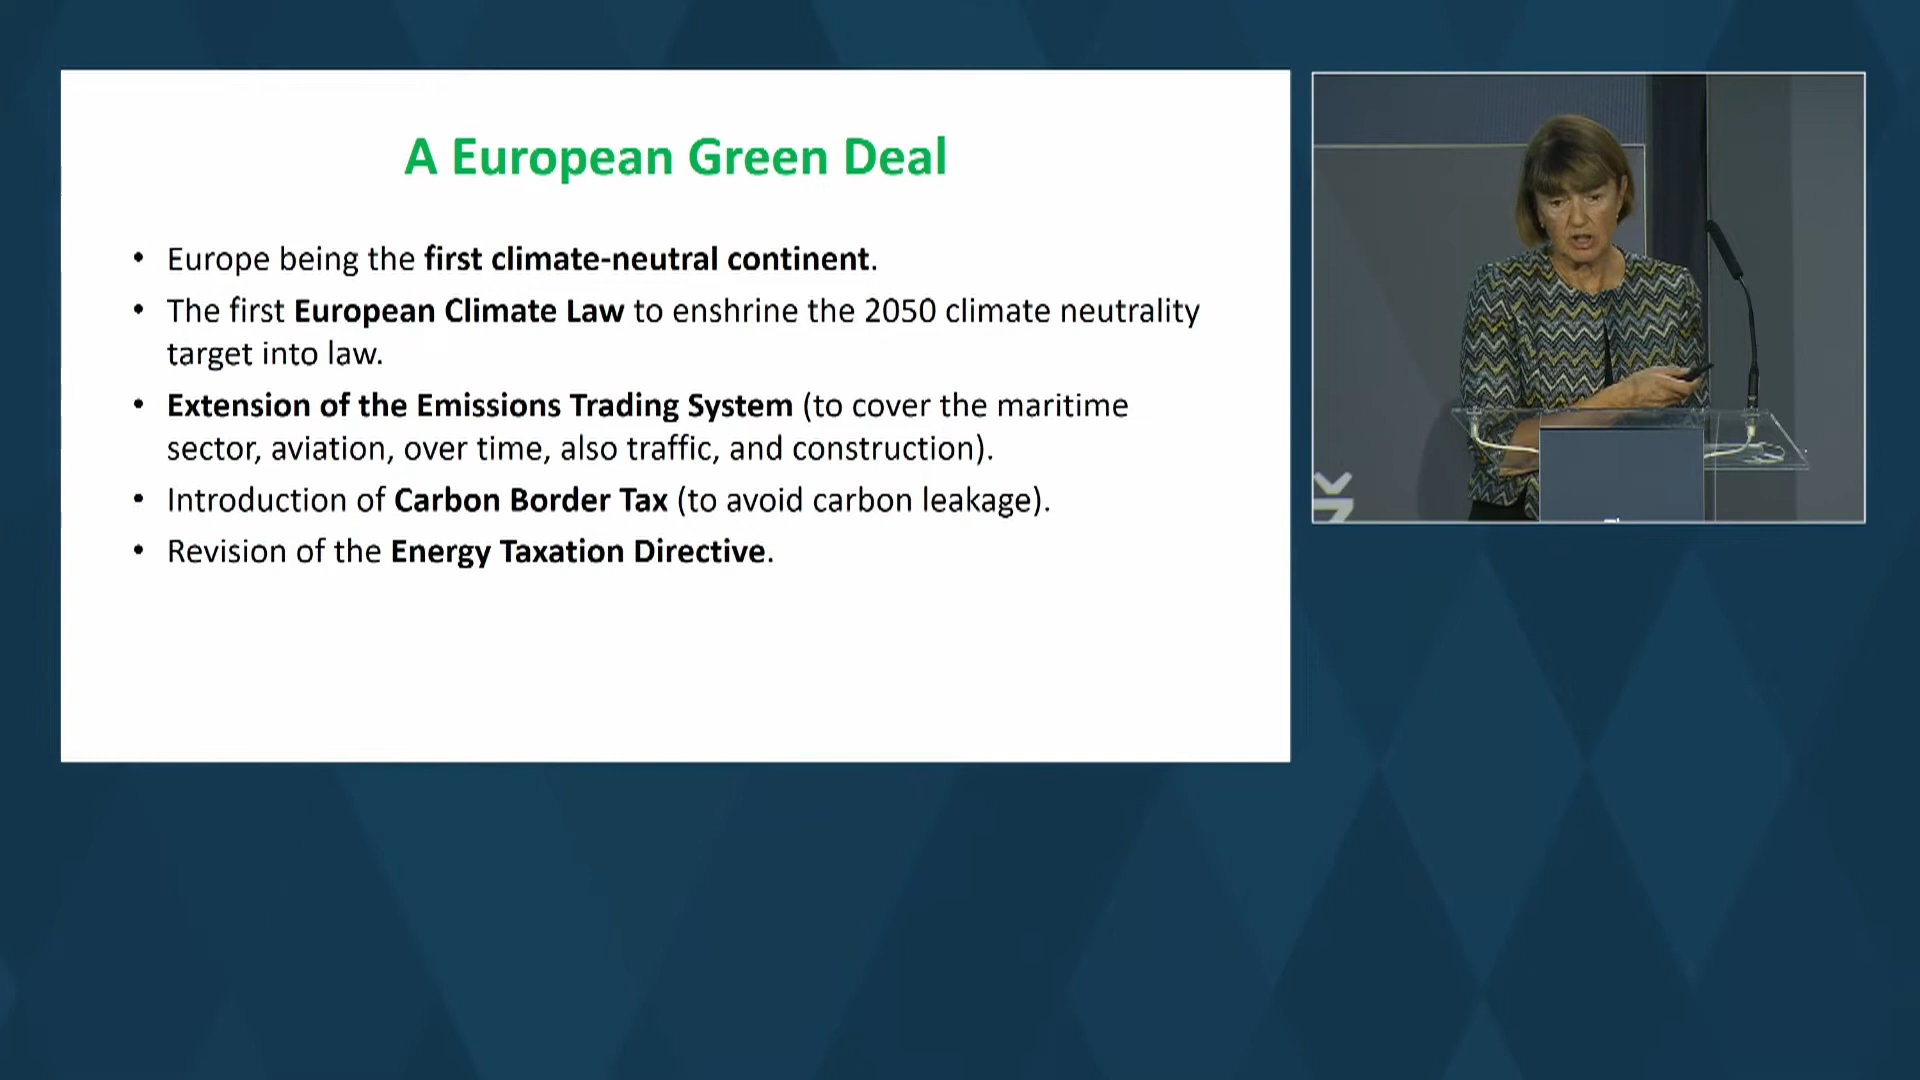 A European Green Deal
• Europe being the first climate-neutral continent.
• The first European Climate Law to enshrine the 2050 climate neutrality
target into law.
• Extension of the Emissions Trading System (to cover the maritime
sector, aviation, over time, also traffic, and construction).
• Introduction of Carbon Border Tax (to avoid carbon leakage).
• Revision of the Energy Taxation Directive.